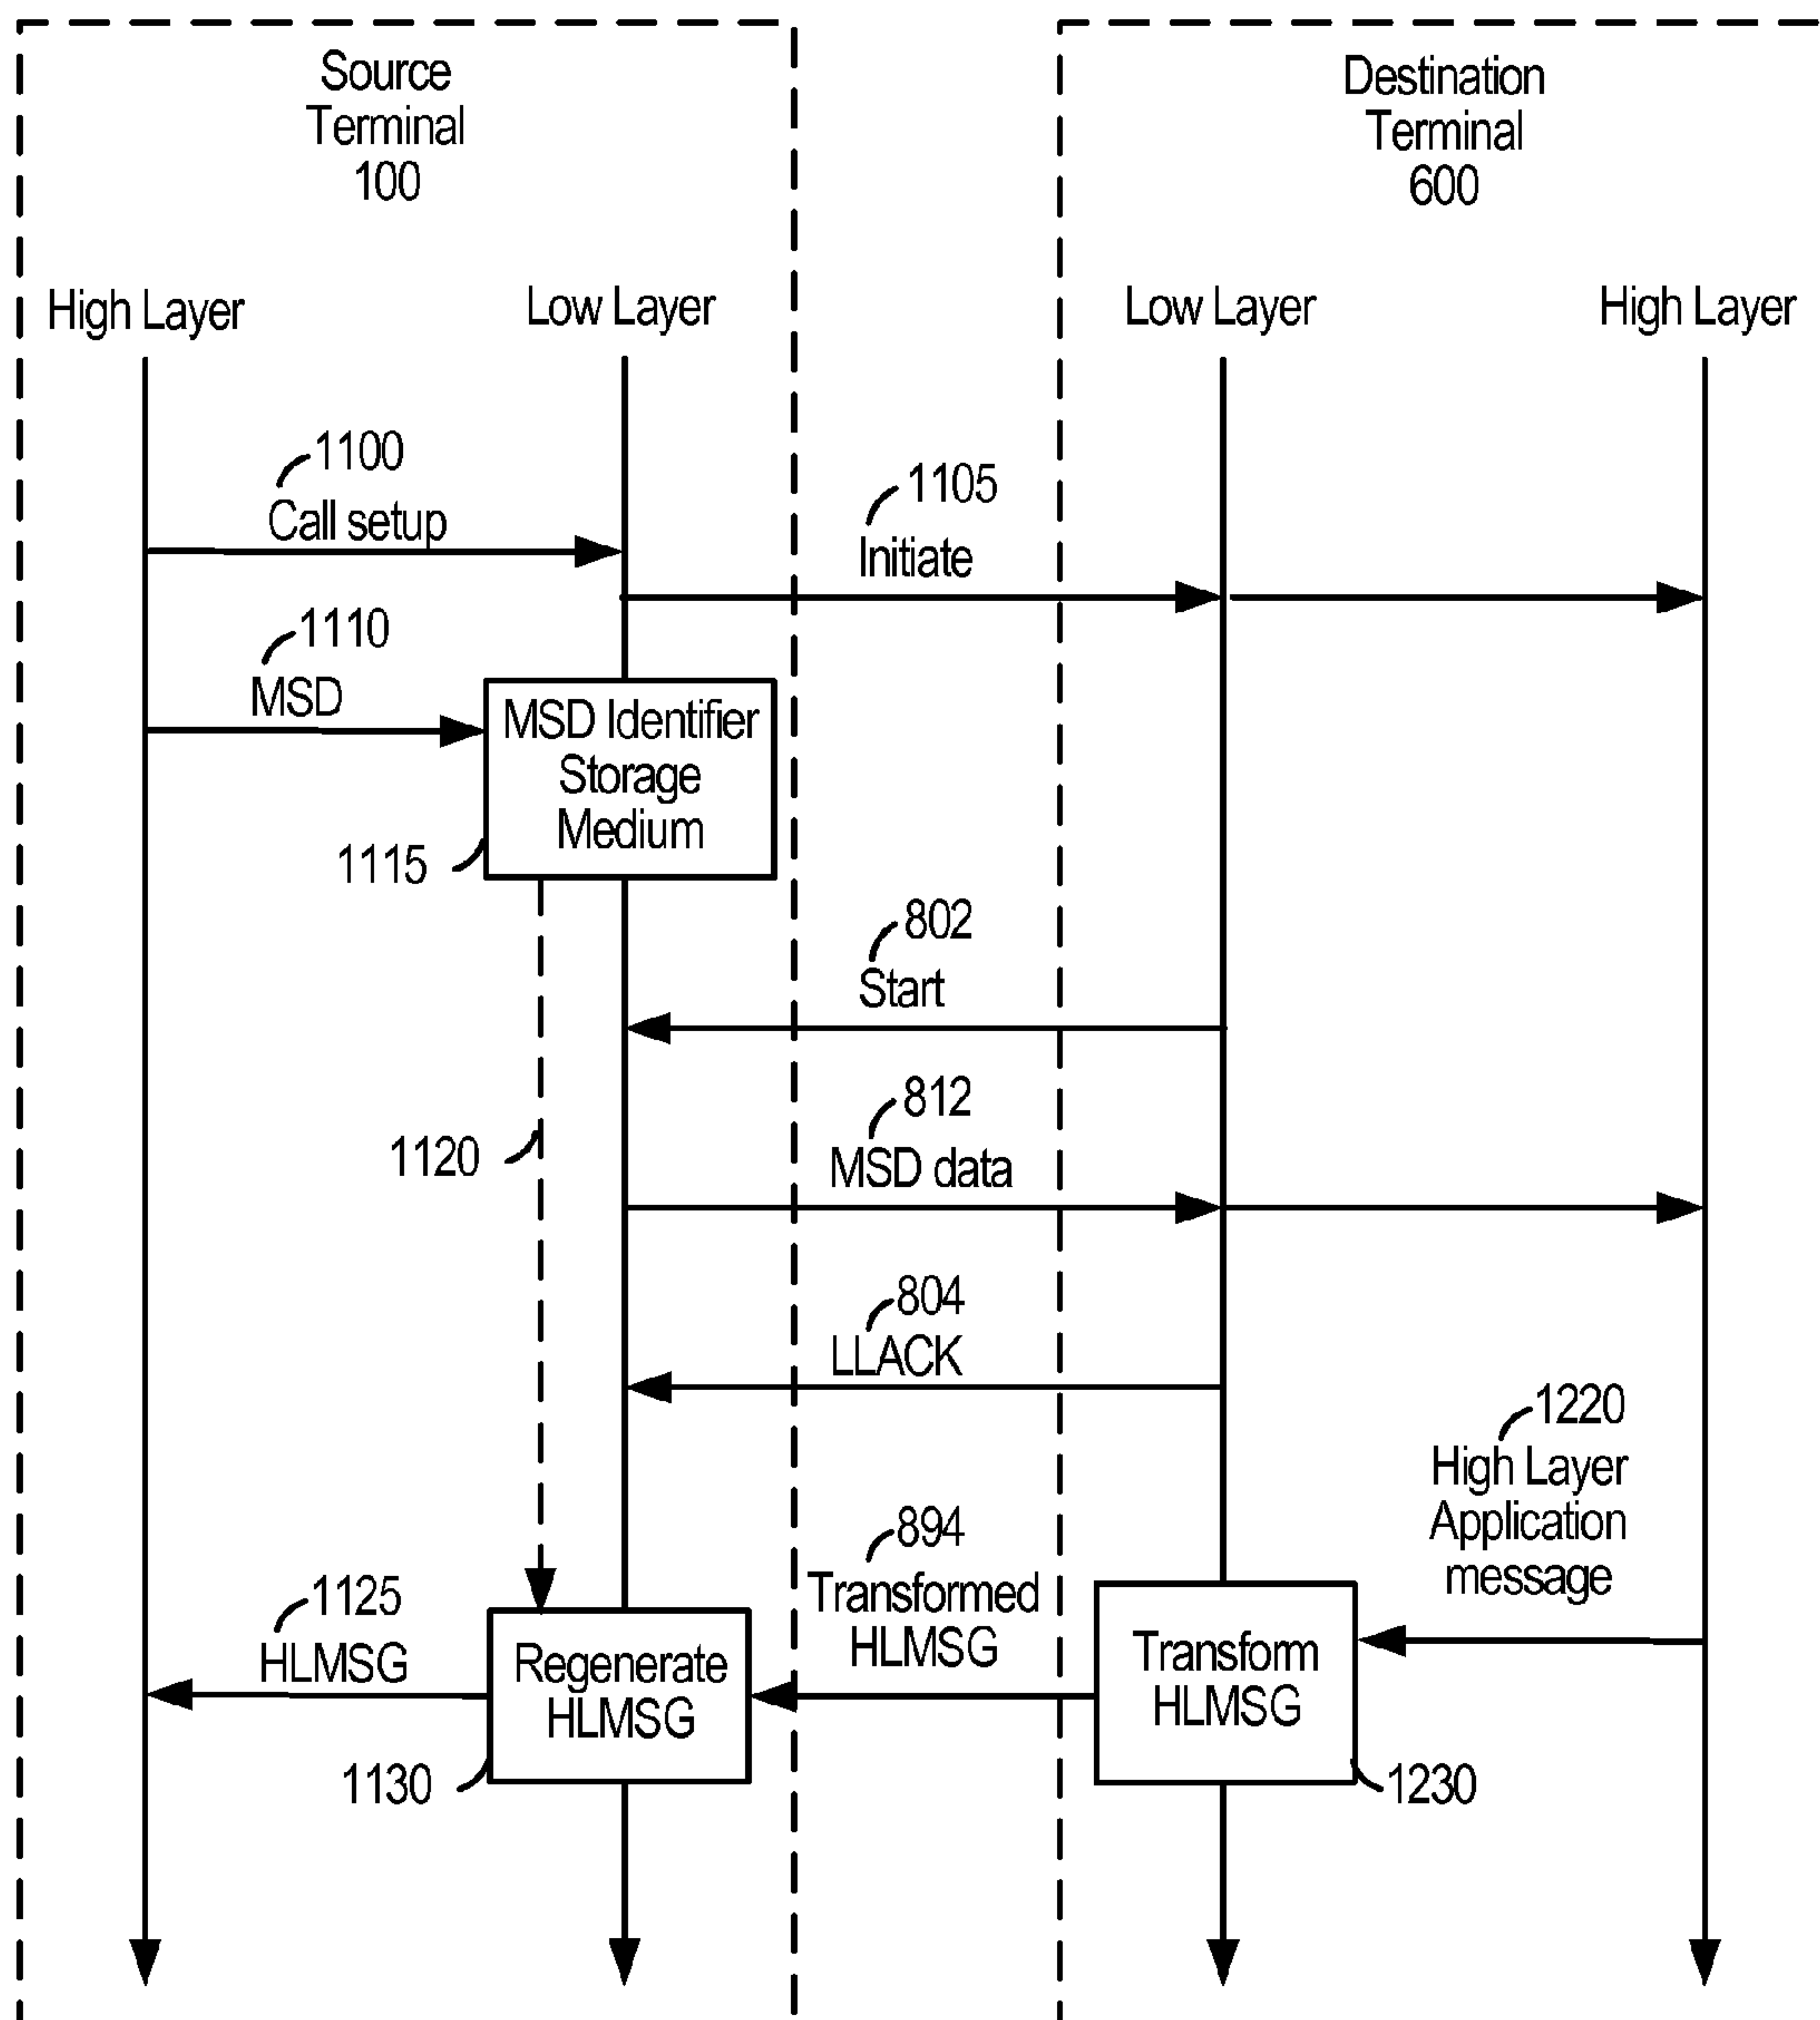 Source
Terminal
100
Destination
Terminal
600
High Layer
Low Layer
Low Layer
High Layer
1100
Call setup
1105
Initiate
1110
MSD
MSD Identifier
Storage
Medium
1115
802
Start
812
MSD data
1120
804
LLACK
1220
High Layer
Application
message
894
Transformed
HLMSG
1125
HLMSG
Regenerate
HLMSG
Transform
HLMSG
1130
1230